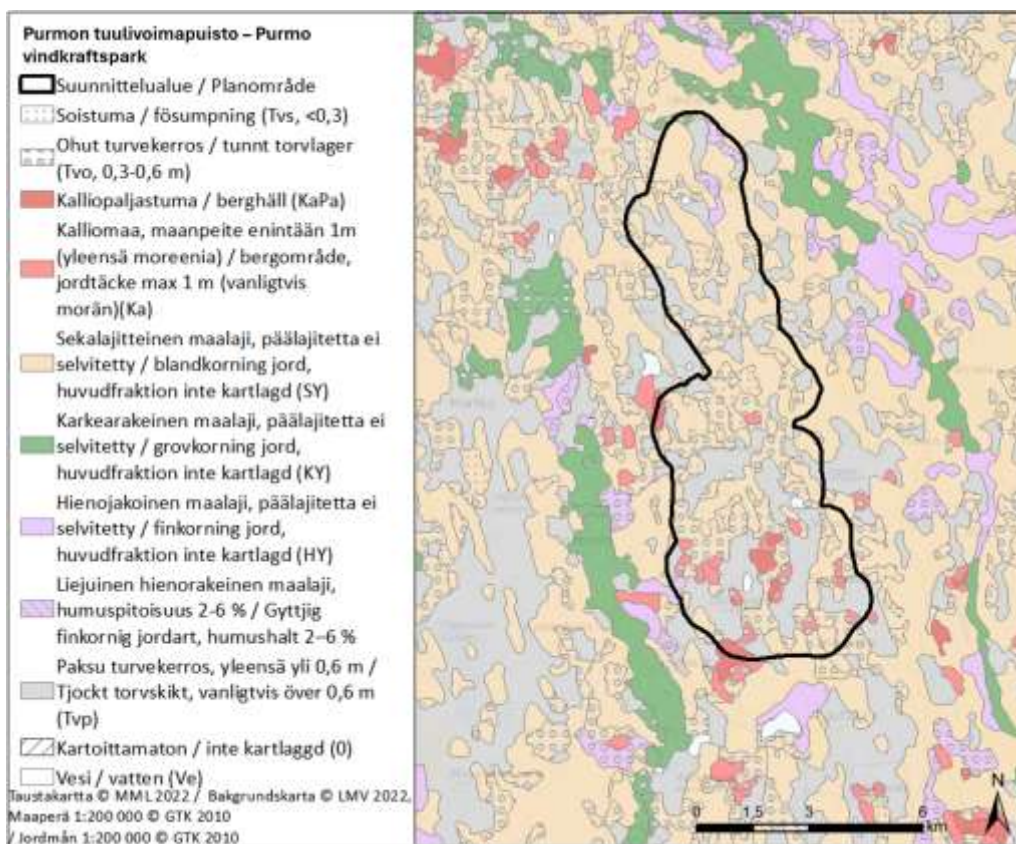 Purmon tuulivoimapuisto – Purmo
vindkraftspark
Suunnittelualue / Planområde
Soistuma / fösumpning (Tvs, <0,3)
Ohut turvekerros / tunnt torvlager
(Tvo, 0,3-0,6 m)
Kalliopaljastuma / berghäll (KaPa)
Kalliomaa, maanpeite enintään 1m
(yleensä moreenia) / bergområde,
jordtäcke max 1 m (vanligtvis
morän)(Ka)
Sekalajitteinen maalaji, päälajitetta ei
selvitetty / blandkorning jord,
huvudfraktion inte kartlagd (SY)
Karkearakeinen maalaji, päälajitetta ei
selvitetty / grovkorning jord,
huvudfraktion inte kartlagd (KY)
Hienojakoinen maalaji, päälajitetta ei
selvitetty / finkorning jord,
huvudfraktion inte kartlagd (HY)
Liejuinen hienorakeinen maalaji,
humuspitoisuus 2-6 % / Gyttjig
finkornig jordart, humushalt 2–6 %
Paksu turvekerros, yleensä yli 0,6 m /
Tjockt torvskikt, vanligtvis över 0,6 m
(Tvp)
Kartoittamaton / inte kartlaggd (0)
Vesi / vatten (Ve)
Taustakartta © MML 2022 / Bakgrundskarta © LMV 2022,
Maaperä 1:200 000 © GTK 2010
/ Jordmån 1:200 000 © GTK 2010
N
0 1,5 3 6
km